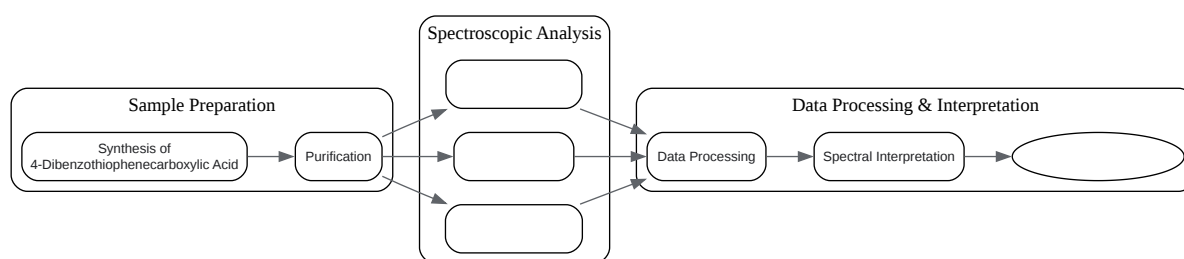 Spectroscopic Analysis
Sample Preparation
Data Processing & Interpretation
Synthesis of
4-Dibenzothiophenecarboxylic Acid
Purification
Data Processing
Spectral Interpretation